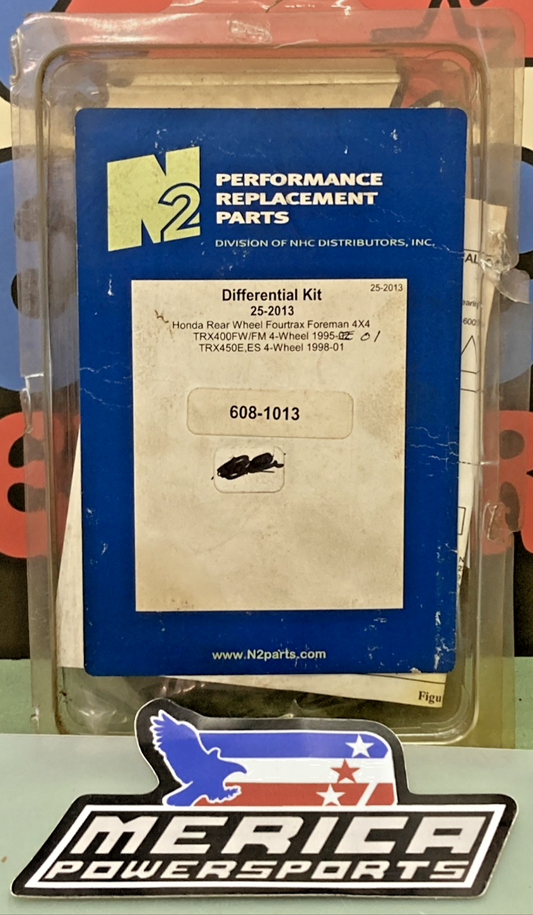 N2
PERFORMANCE
REPLACEMENT
PARTS
DIVISION OF NHC DISTRIBUTORS, INC.
25-2013
Differential Kit
25-2013
Honda Rear Wheel Fourtrax Foreman 4X4
TRX400FW/FM 4-Wheel 1995- 01
TRX450E,ES 4-Wheel 1998-01
608-1013
www.N2parts.com
Figu
MERICA
POWERSPORTS